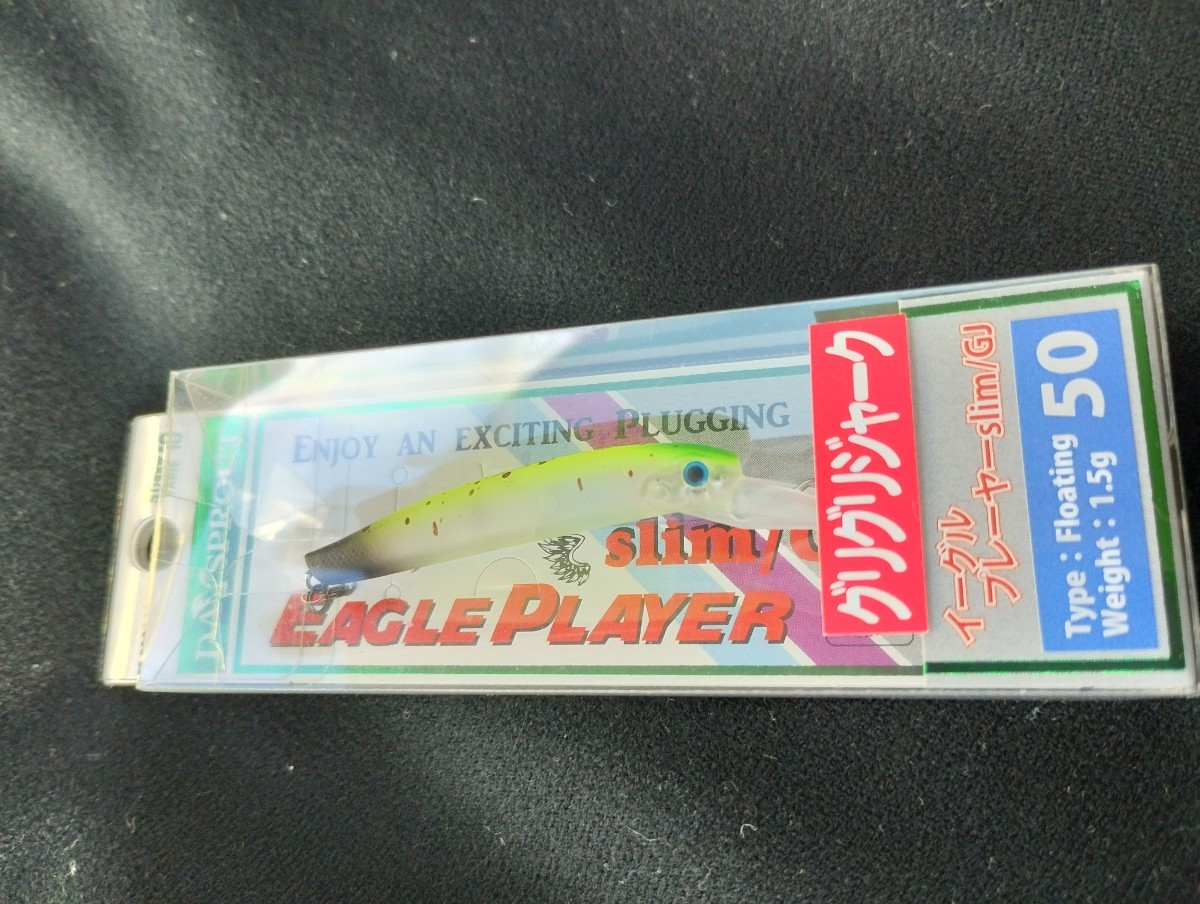 ENJOY AN EXCITING PLUGGING
slim/G
EAGLE PLAYER
グリグリジャーク
イーグル
プレーヤーslim/GJ
50
Type : Floating
Weight : 1.5g